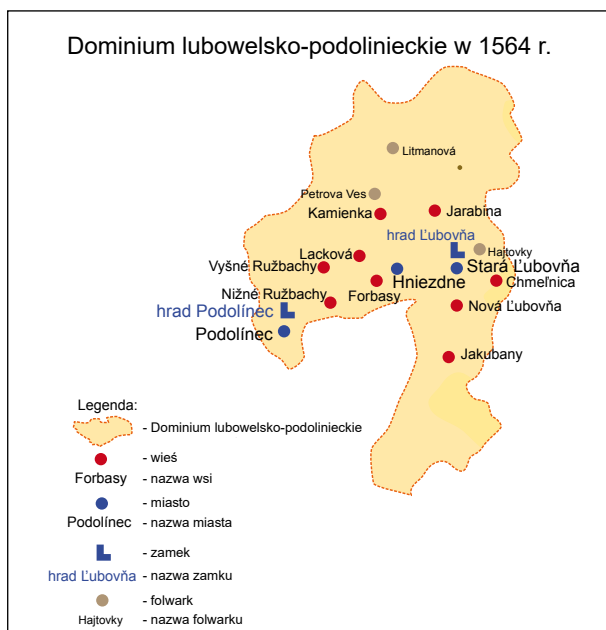 Dominium lubowelsko-podolinieckie w 1564 r.
Litmanová
Petrova Ves
Kamienka
Jarabina
hrad Ľubovňa
Lacková
Hajtovky
Vyšné Ružbachy
Stará Ľubovňa
Hniezdne
Chmeľnica
Forbasy
Nižné Ružbachy
hrad Podolínec
Nová Ľubovňa
Podolínec
Jakubany
Legenda:
- Dominium lubowelsko-podolinieckie
- wieś
Forbasy - nazwa wsi
- miasto
Podolínec - nazwa miasta
- zamek
hrad Ľubovňa - nazwa zamku
- folwark
Hajtovky - nazwa folwarku